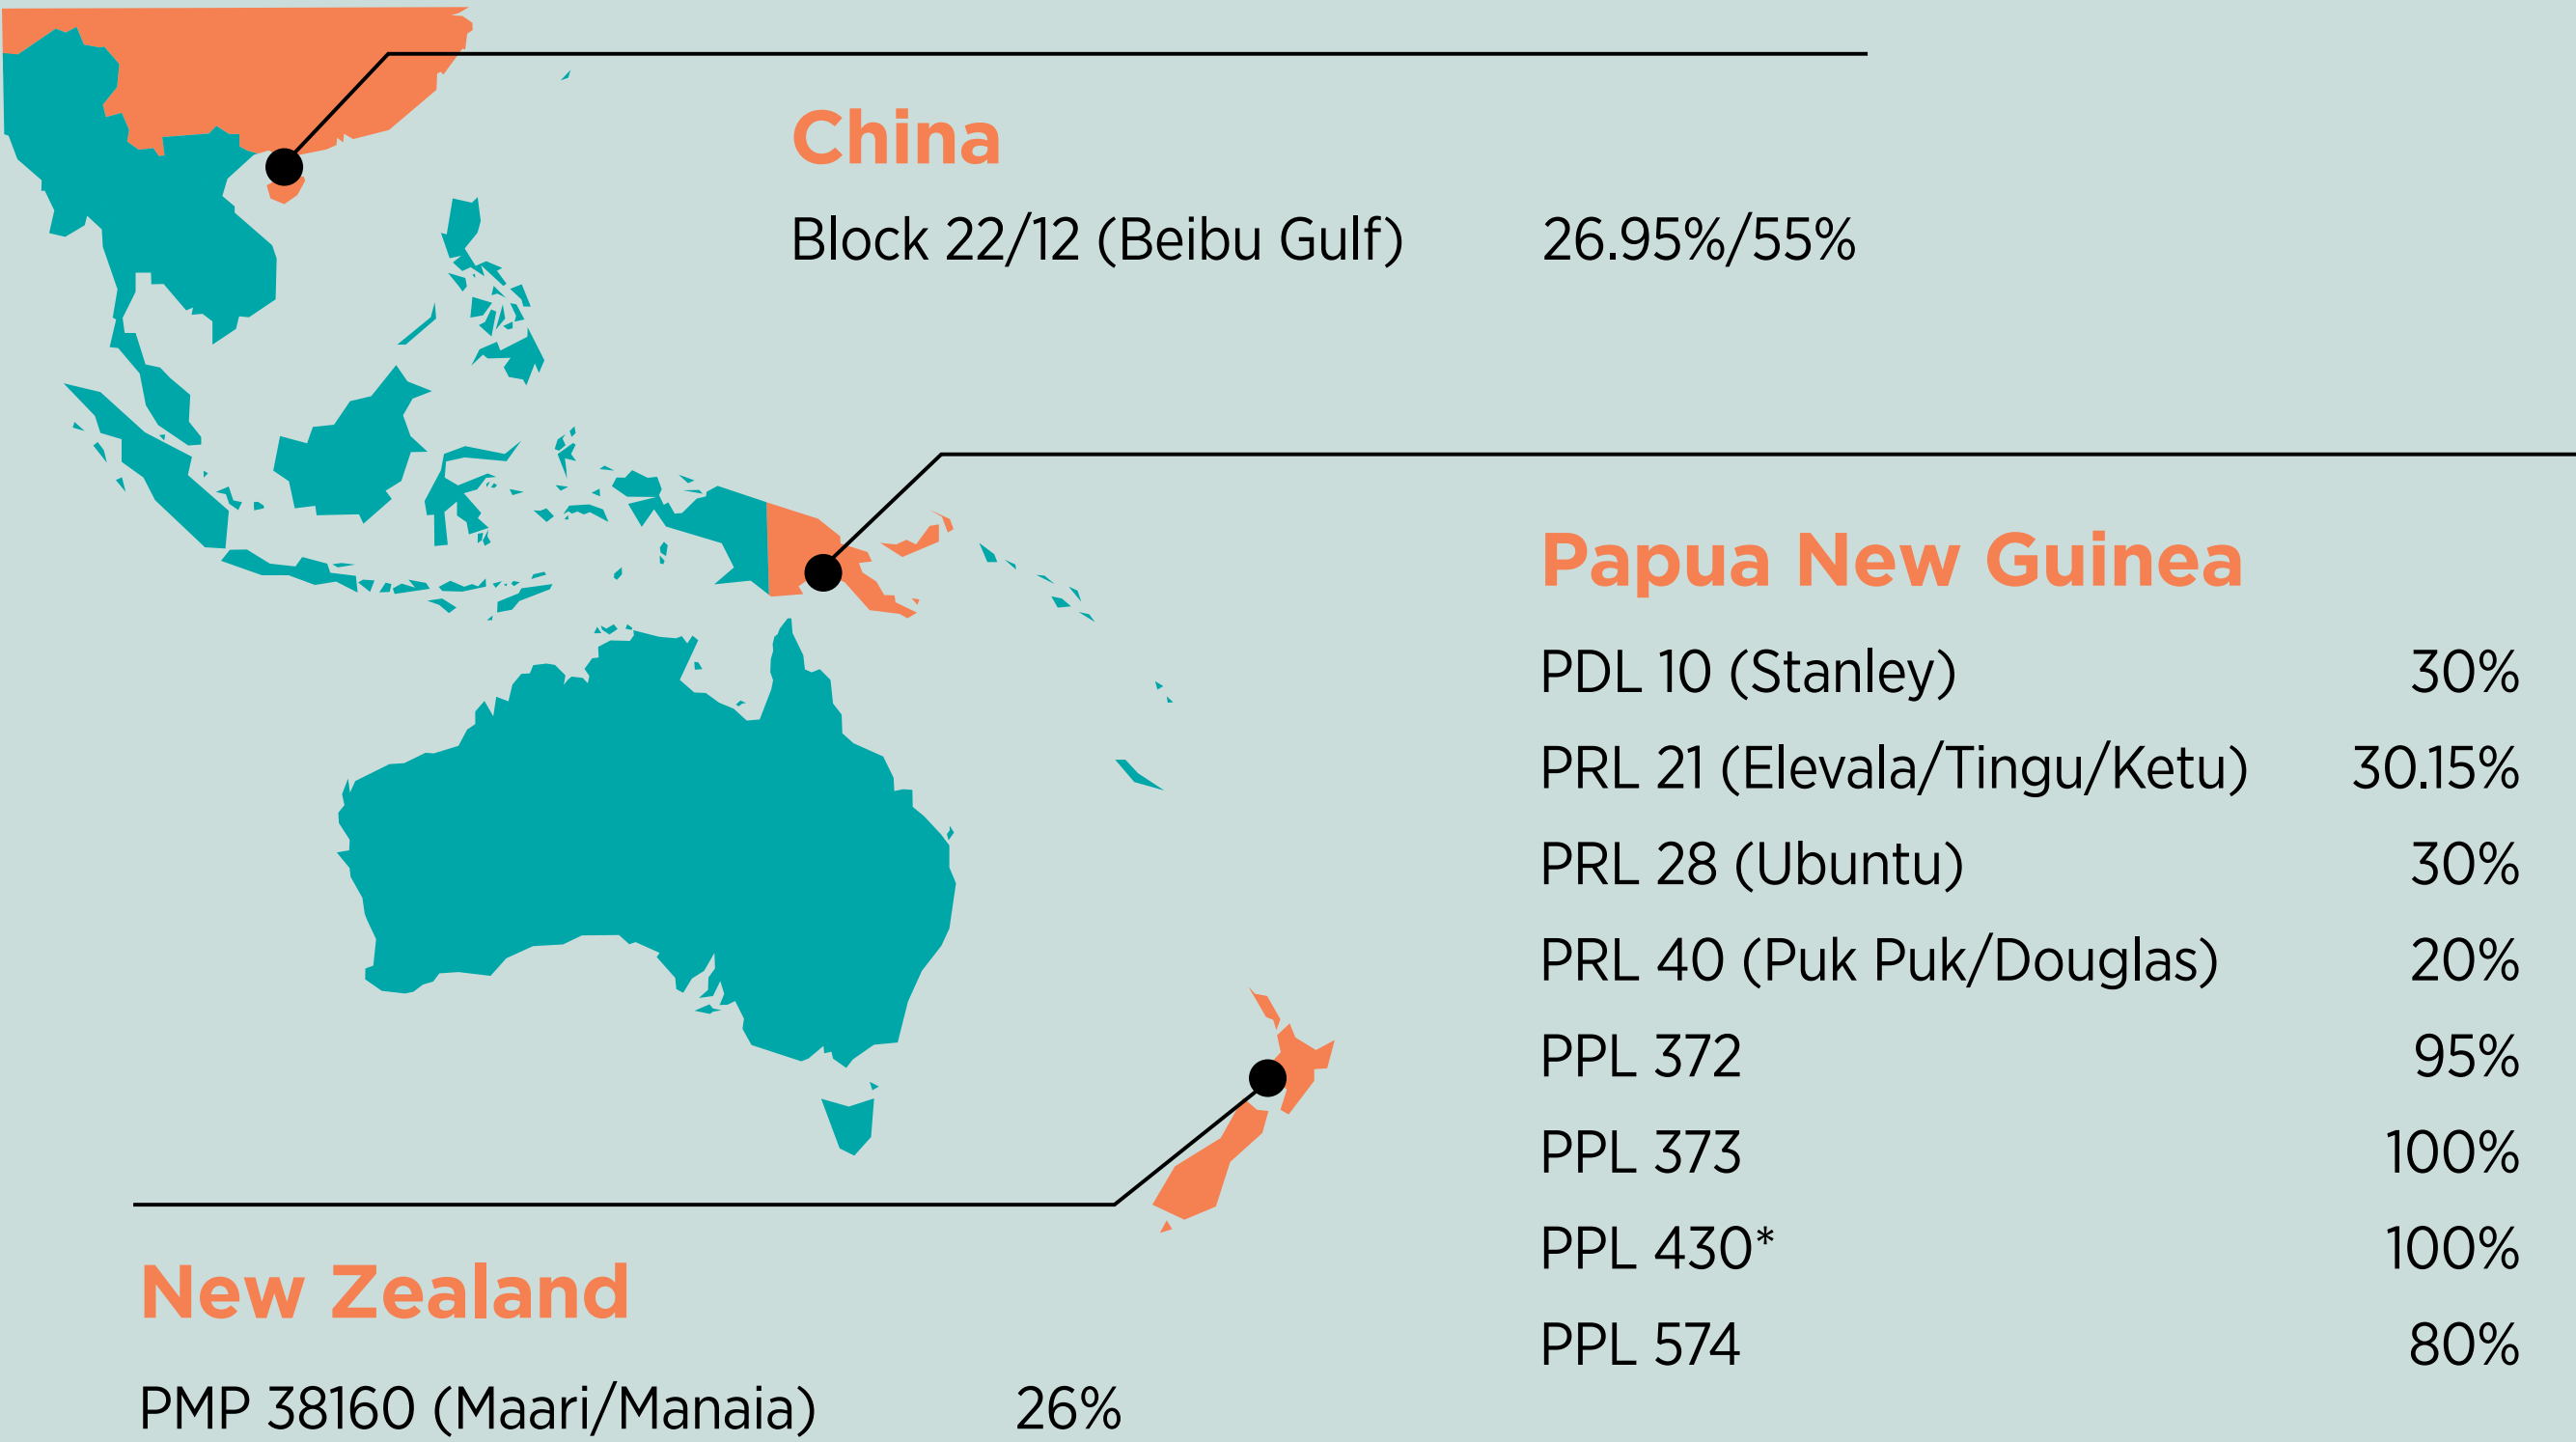 China
Block 22/12 (Beibu Gulf) 26.95%/55%
Papua New Guinea
PDL 10 (Stanley) 30%
PRL 21 (Elevala/Tingu/Ketu) 30.15%
PRL 28 (Ubuntu) 30%
PRL 40 (Puk Puk/Douglas) 20%
PPL 372 95%
PPL 373 100%
PPL 430* 100%
PPL 574 80%
New Zealand
PMP 38160 (Maari/Manaia) 26%